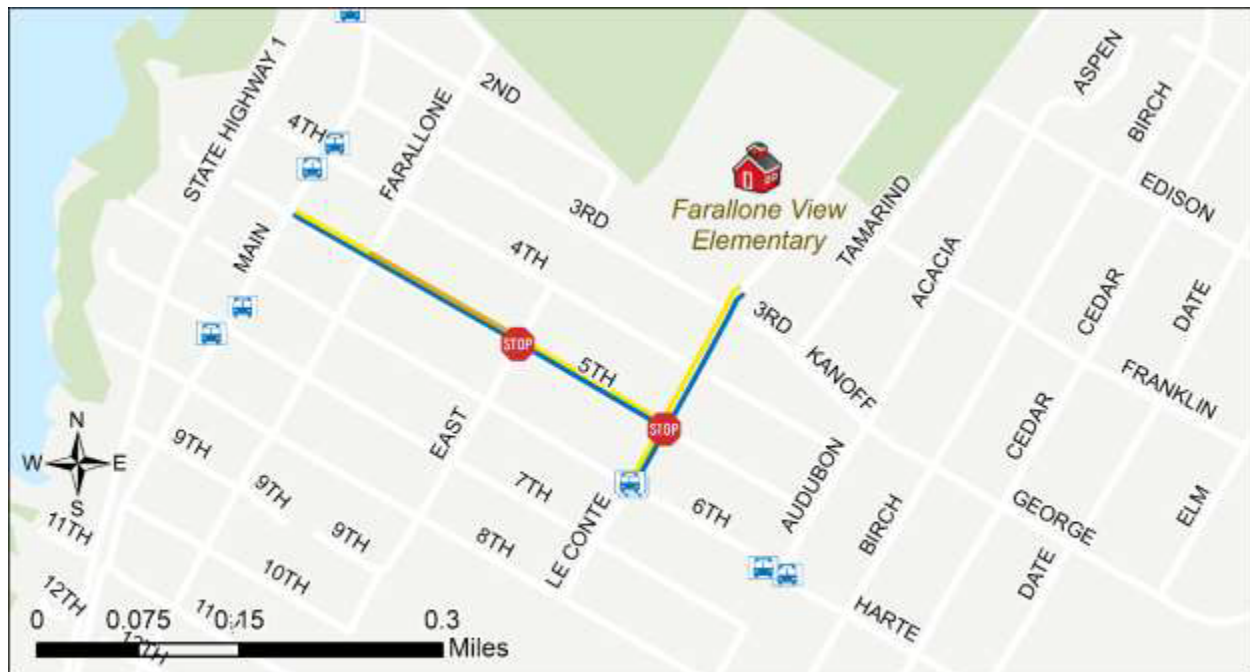 2ND
ASPEN
BIRCH
STATE HIGHWAY 1
4TH
FARALLONE
EDISON
3RD
Farallone View
Elementary
TAMARIND
MAIN
4TH
ACACIA
3RD
KANOFF
CEDAR
DATE
STOP
5TH
FRANKLIN
STOP
EAST
CEDAR
N
W
E
S
9TH
9TH
9TH
7TH
8TH
6TH
LE CONTE
AUDUBON
BIRCH
GEORGE
ELM
DATE
HARTE
11TH
10TH
12TH
12TH
0
0.075
0.15
0.3
Miles